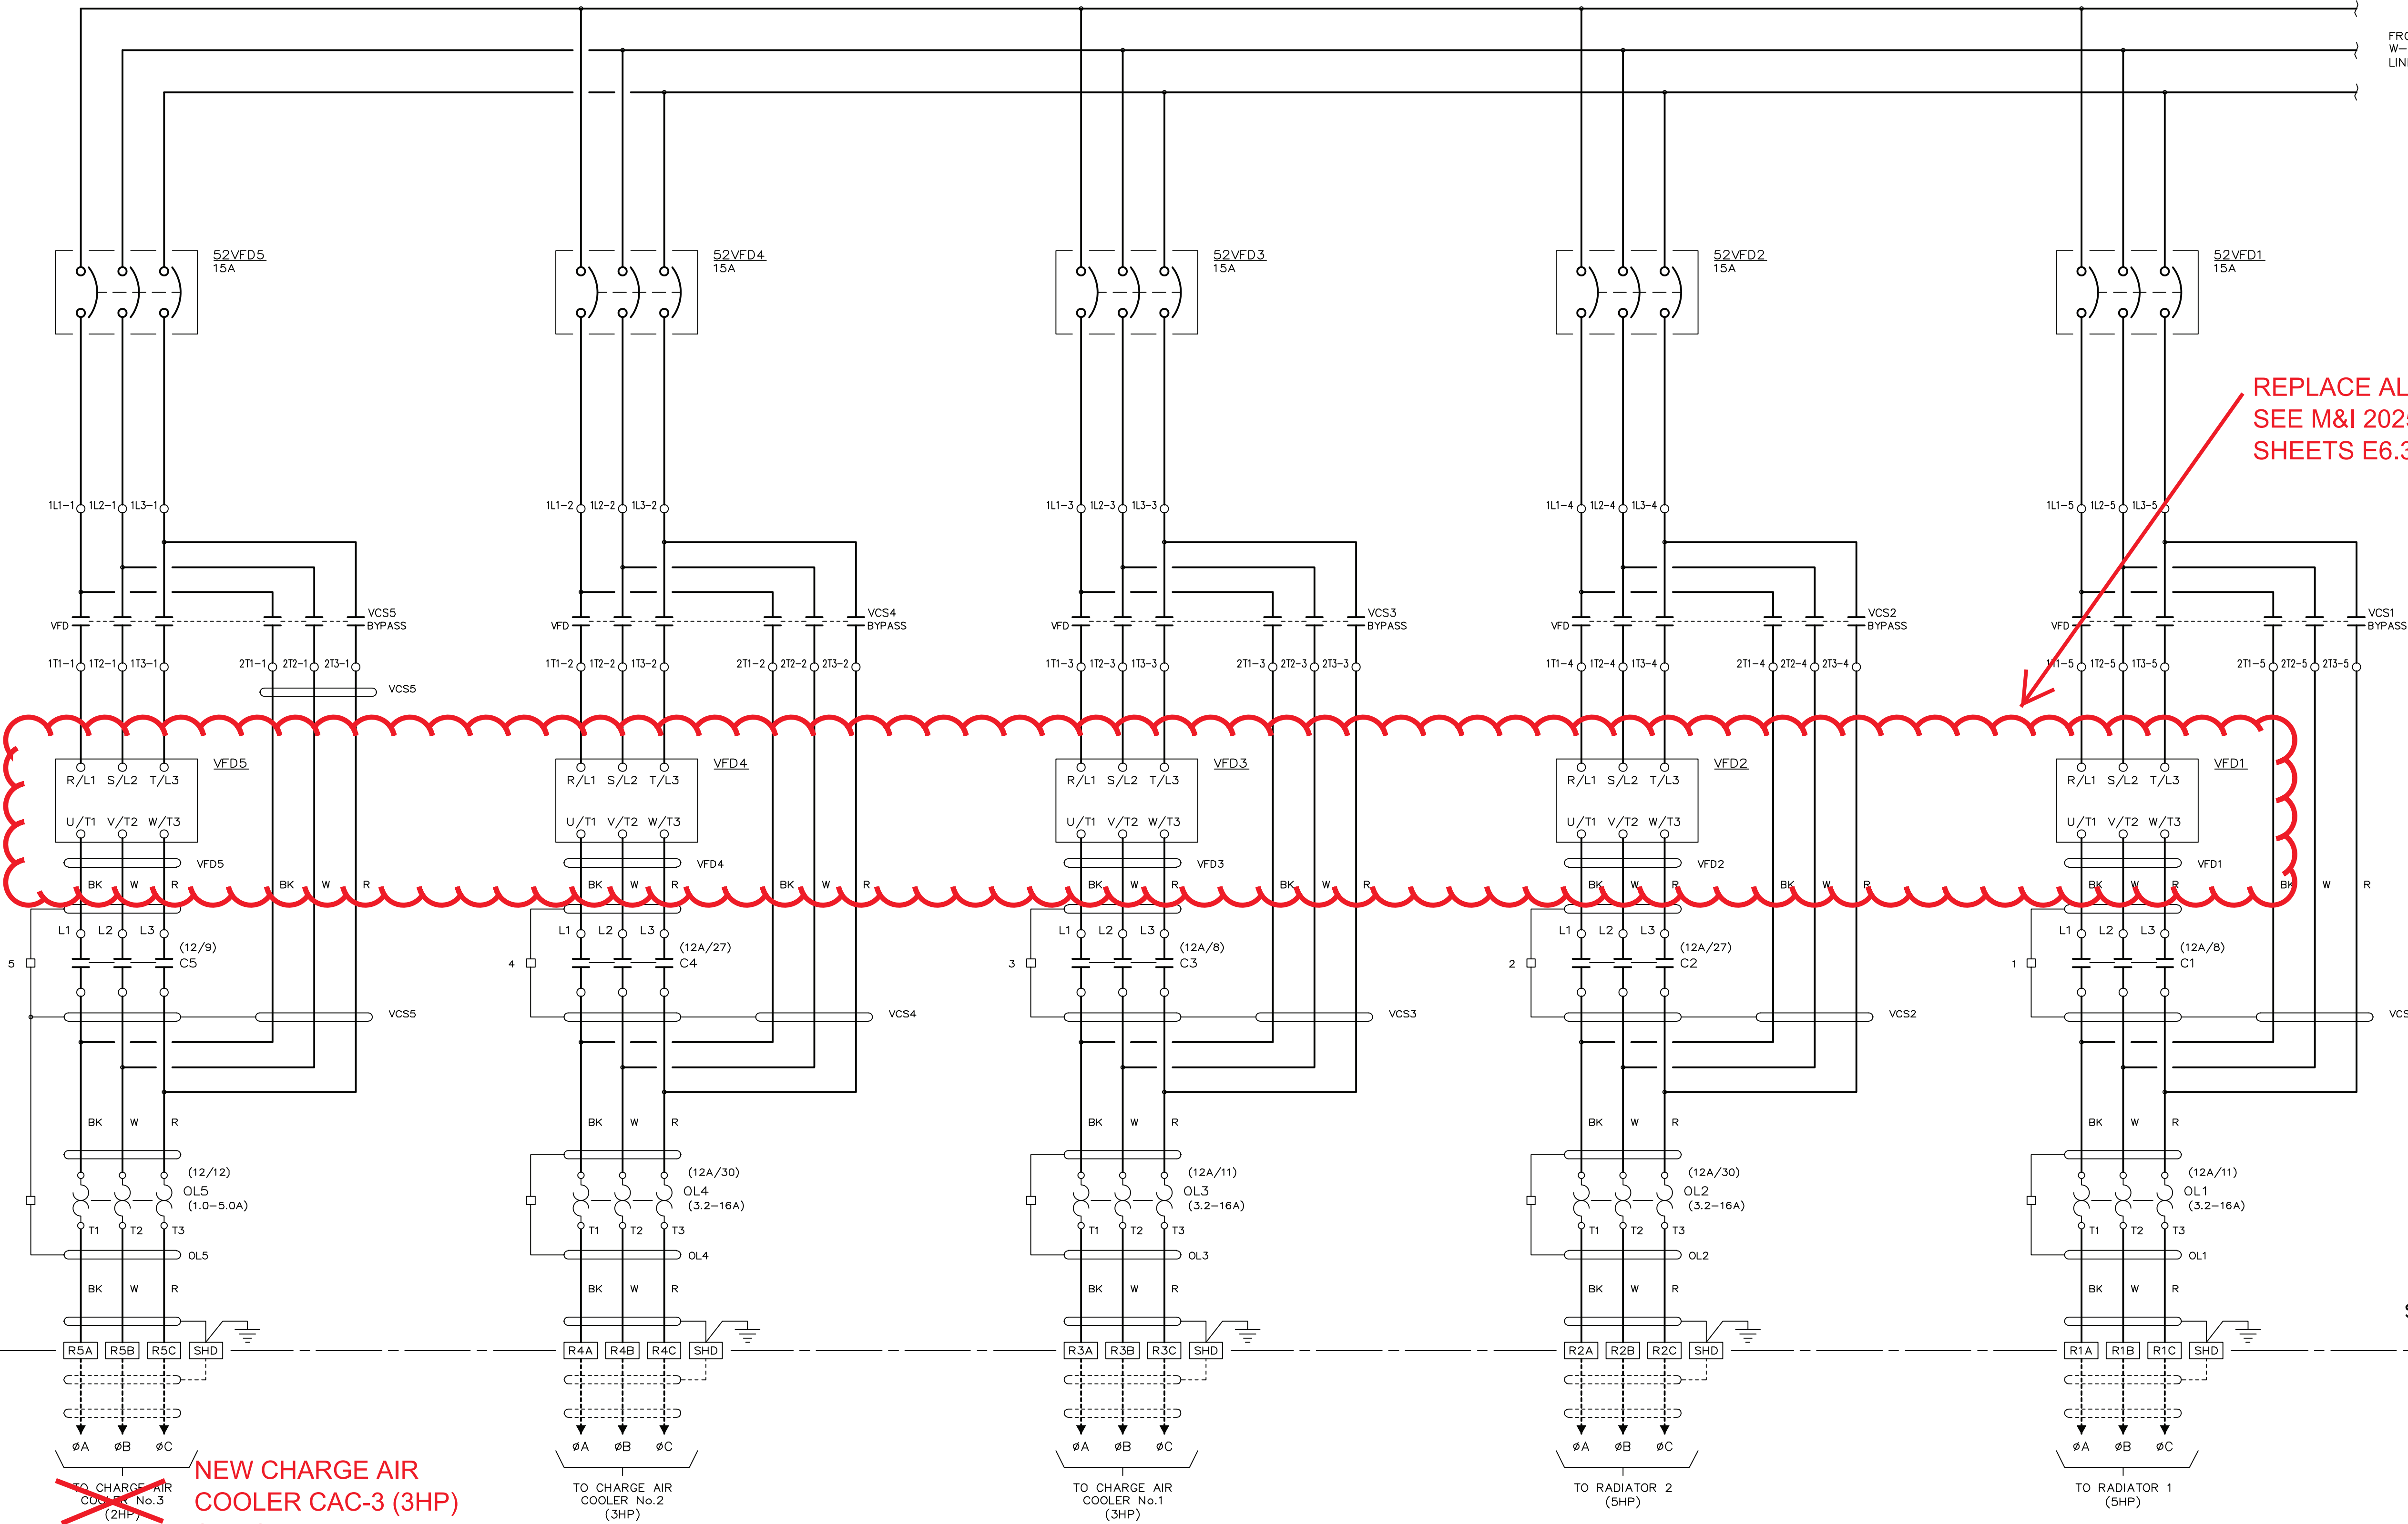 FRO
W-
LIN
52VFD5
15A
52VFD4
15A
52VFD3
15A
52VFD2
15A
52VFD1
15A
REPLACE AL
SEE M&I 202
SHEETS E6.3
1L1-1 1L2-1 1L3-1
1L1-2 1L2-2 1L3-2
1L1-3 1L2-3 1L3-3
1L1-4 1L2-4 1L3-4
1L1-5 1L2-5 1L3-5
VFD VCS5
BYPASS
VFD VCS4
BYPASS
VFD VCS3
BYPASS
VFD VCS2
BYPASS
VFD VCS1
BYPASS
1T1-1 1T2-1 1T3-1 2T1-1 2T2-1 2T3-1
1T1-2 1T2-2 1T3-2 2T1-2 2T2-2 2T3-2
1T1-3 1T2-3 1T3-3 2T1-3 2T2-3 2T3-3
1T1-4 1T2-4 1T3-4 2T1-4 2T2-4 2T3-4
1T1-5 1T2-5 1T3-5 2T1-5 2T2-5 2T3-5
VCS5
VFD5
R/L1 S/L2 T/L3
U/T1 V/T2 W/T3
VFD5
BK W R BK W R
VFD4
R/L1 S/L2 T/L3
U/T1 V/T2 W/T3
VFD4
BK W R BK W R
VFD3
R/L1 S/L2 T/L3
U/T1 V/T2 W/T3
VFD3
BK W R BK W R
VFD2
R/L1 S/L2 T/L3
U/T1 V/T2 W/T3
VFD2
BK W R BK W R
VFD1
R/L1 S/L2 T/L3
U/T1 V/T2 W/T3
VFD1
BK W R BK W R
L1 L2 L3
(12/9)
5 C5
VCS5
L1 L2 L3
(12A/27)
4 C4
VCS4
L1 L2 L3
(12A/8)
3 C3
VCS3
L1 L2 L3
(12A/27)
2 C2
VCS2
L1 L2 L3
(12A/8)
1 C1
VCS
BK W R
(12/12)
OL5
(1.0-5.0A)
T1 T2 T3
OL5
BK W R
BK W R
(12A/30)
OL4
(3.2-16A)
T1 T2 T3
OL4
BK W R
BK W R
(12A/11)
OL3
(3.2-16A)
T1 T2 T3
OL3
BK W R
BK W R
(12A/30)
OL2
(3.2-16A)
T1 T2 T3
OL2
BK W R
BK W R
(12A/11)
OL1
(3.2-16A)
T1 T2 T3
OL1
BK W R
R5A R5B R5C SHD
R4A R4B R4C SHD
R3A R3B R3C SHD
R2A R2B R2C SHD
R1A R1B R1C SHD
øA øB øC
øA øB øC
øA øB øC
øA øB øC
øA øB øC
TO CHARGE AIR
COOLER No.3
(2HP)
NEW CHARGE AIR
COOLER CAC-3 (3HP)
TO CHARGE AIR
COOLER No.2
(3HP)
TO CHARGE AIR
COOLER No.1
(3HP)
TO RADIATOR 2
(5HP)
TO RADIATOR 1
(5HP)